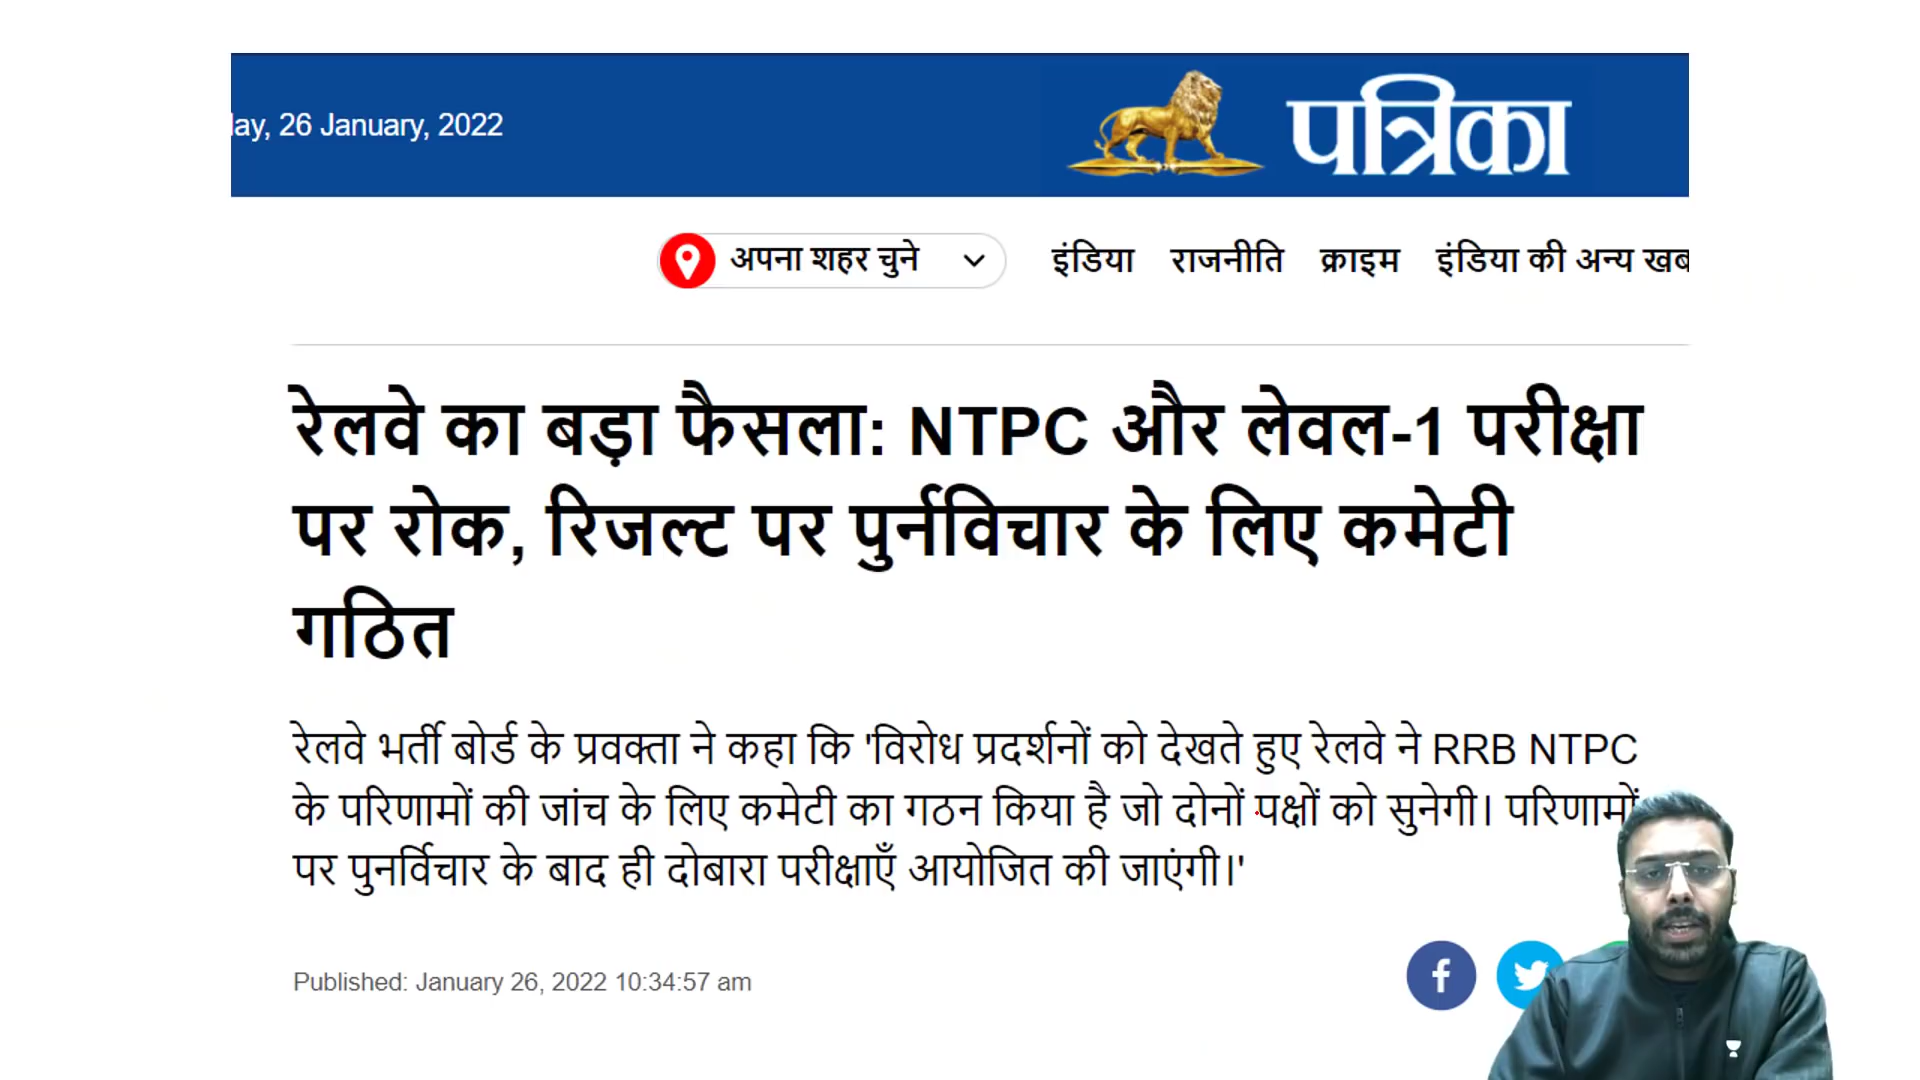 26 January, 2022
पत्रिका
अपना शहर चुने
इंडिया राजनीति क्राइम इंडिया की अन्य
रेलवे का बड़ा फैसला: NTPC और लेवल-1 परीक्षा
पर रोक, रिजल्ट पर पुर्नविचार के लिए कमेटी
गठित
रेलवे भर्ती बोर्ड के प्रवक्ता ने कहा कि 'विरोध प्रदर्शनों को देखते हुए रेलवे ने RRB NTPC
के परिणामों की जांच के लिए कमेटी का गठन किया है जो दोनों पक्षों को सुनेगी। परिणामों
पर पुनर्विचार के बाद ही दोबारा परीक्षाएँ आयोजित की जाएंगी।'
Published: January 26, 2022 10:34:57 am